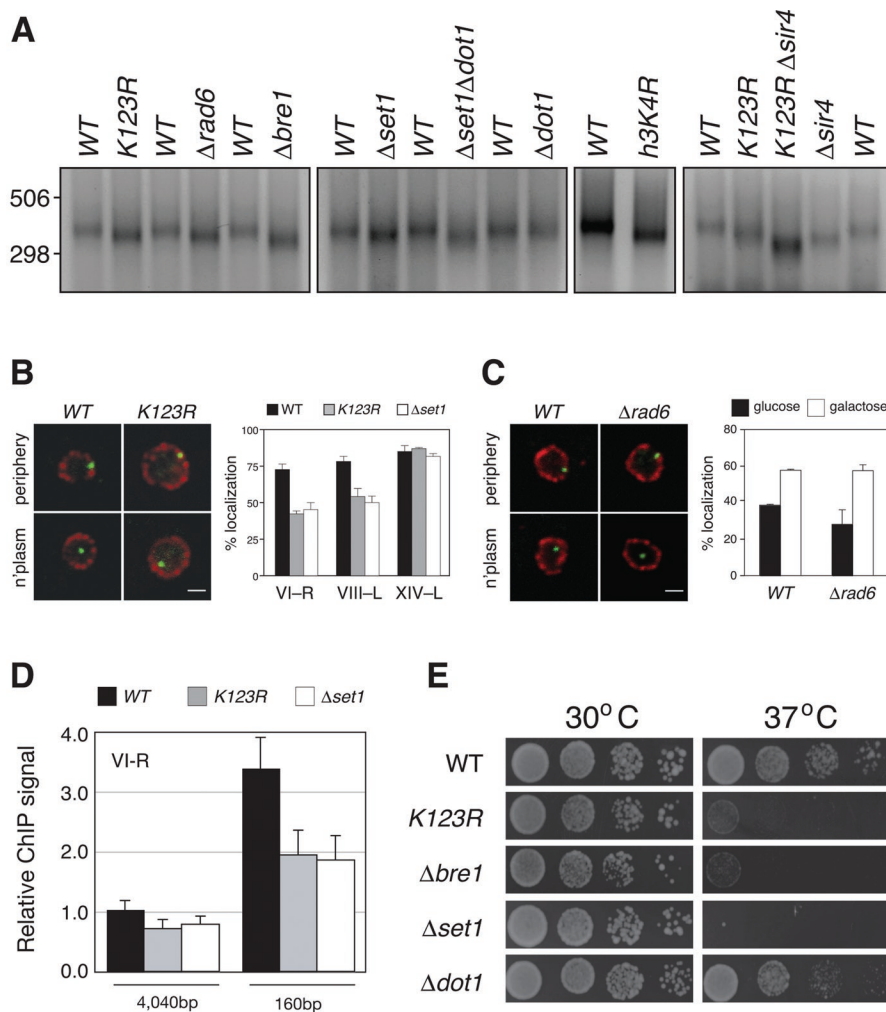 A
WT K123R WT Δrad6 WT Δbre1 WT Δset1 WT Δset1Δdot1 WT Δdot1 WT h3K4R WT K123R K123R Δsir4 Δsir4 WT
506
298
B
WT K123R
periphery
n'plasm
WT K123R Δset1
% localization
100
75
50
25
0
VI–R VIII–L XIV–L
C
WT Δrad6
periphery
n'plasm
glucose galactose
% localization
80
60
40
20
0
WT Δrad6
D
WT K123R Δset1
Relative ChIP signal
4.0
3.0
2.0
1.0
0.0
VI-R
4,040bp 160bp
E
30° C 37°C
WT
K123R
Δbre1
Δset1
Δdot1